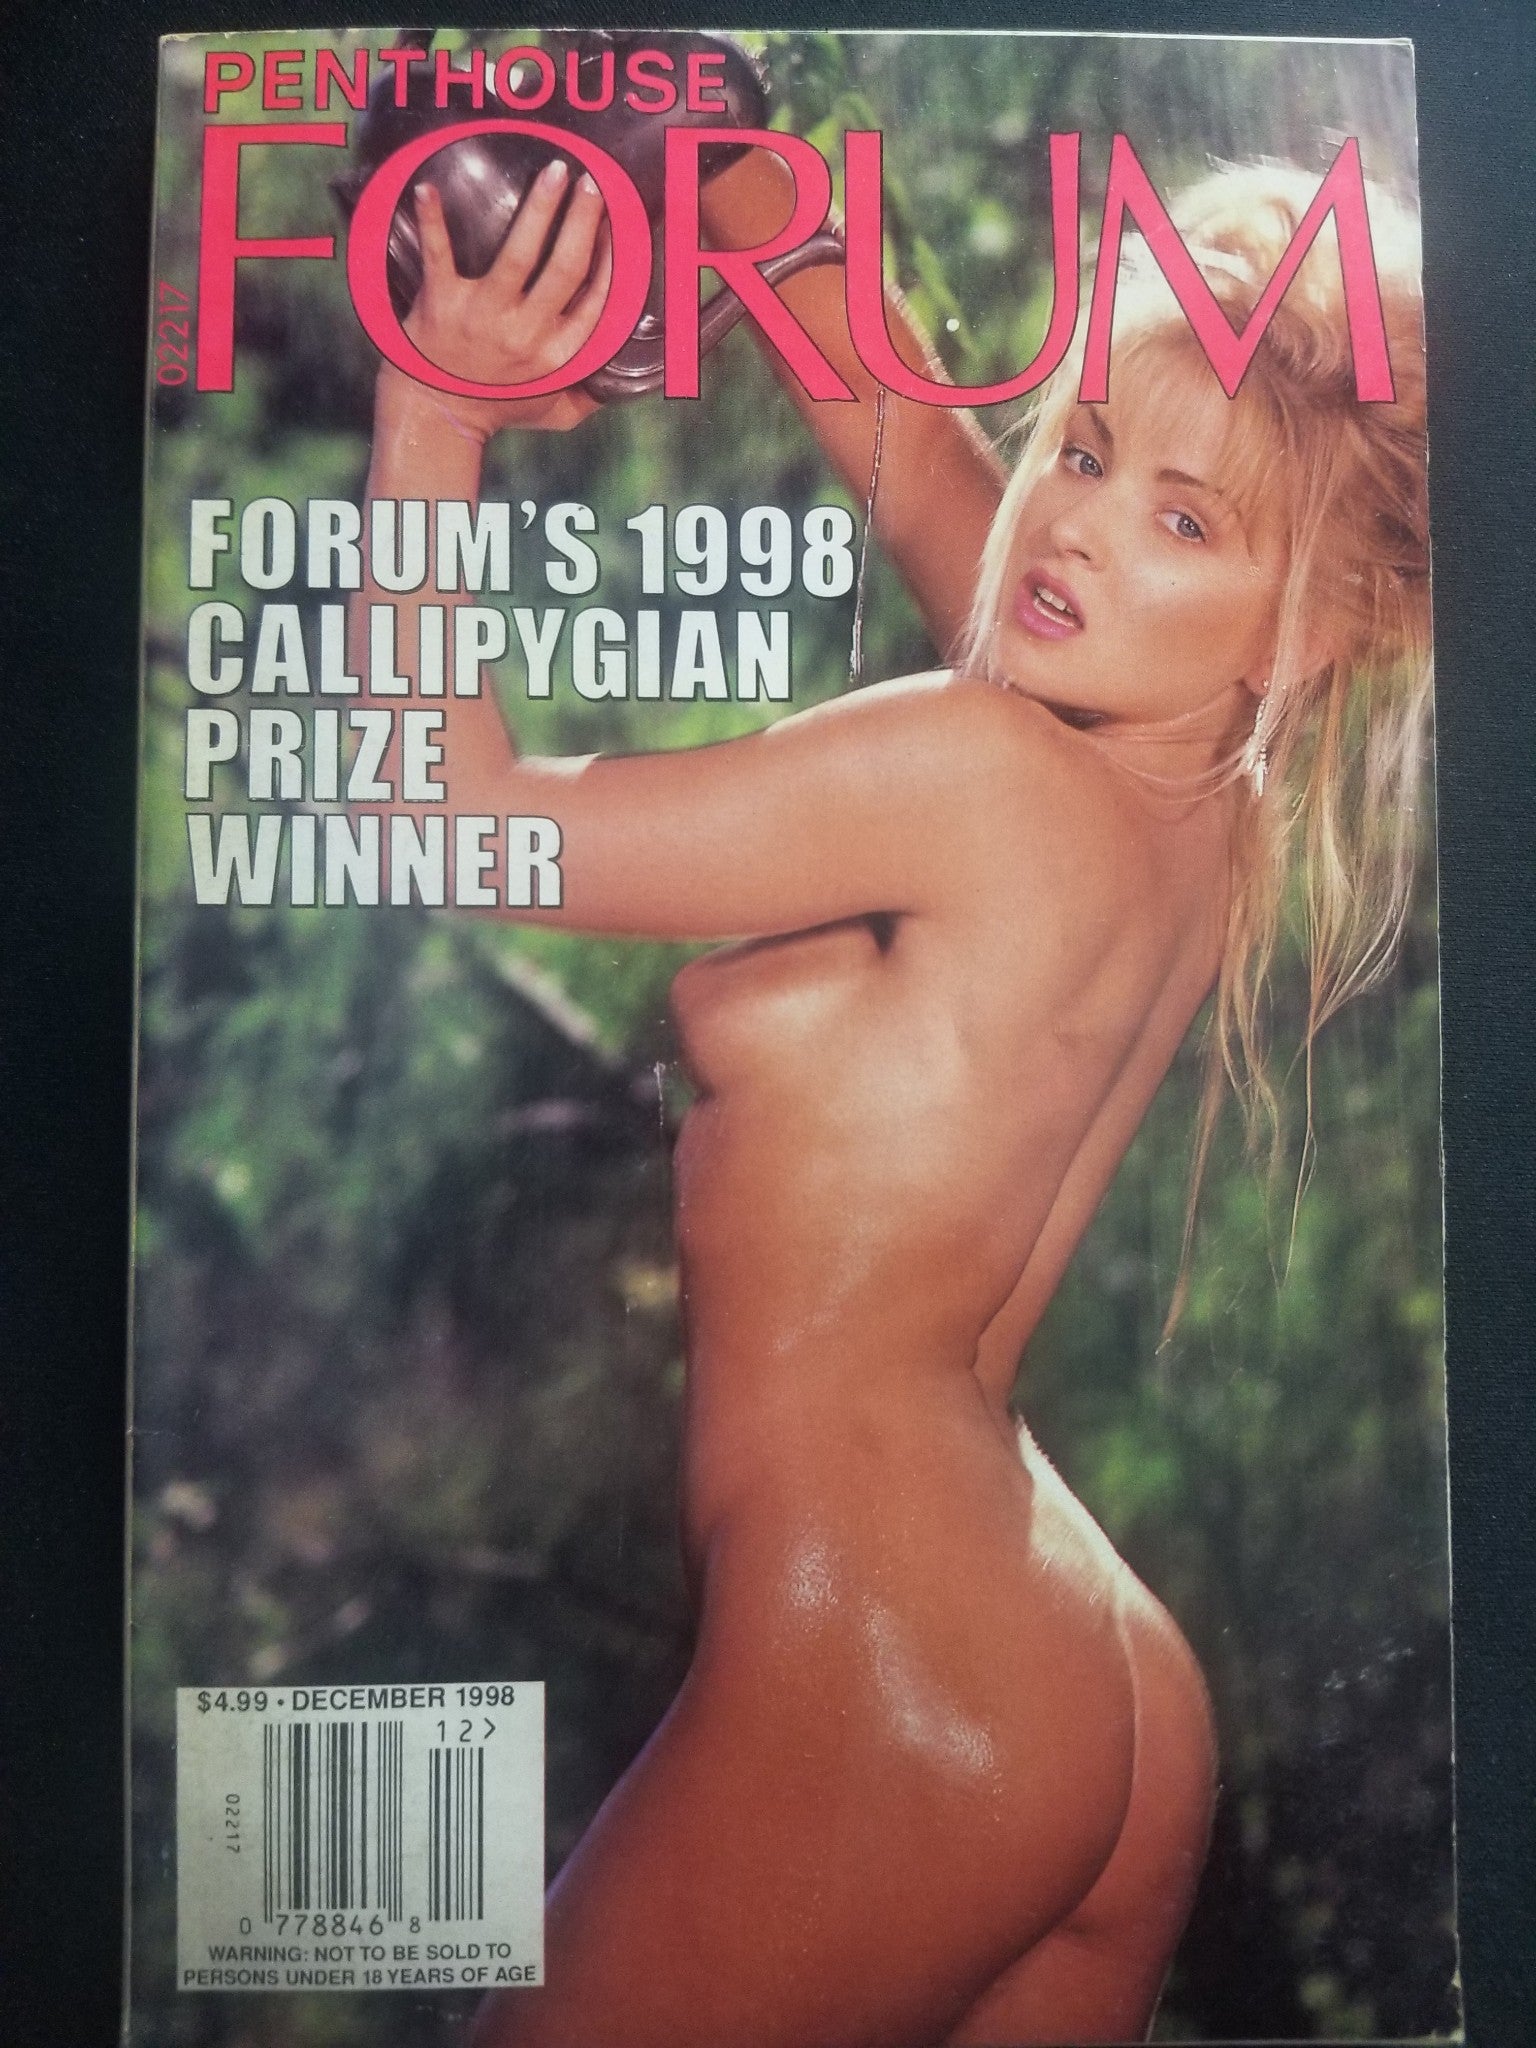 PENTHOUSE
FORUM
02217
FORUM'S 1998
CALLIPYGIAN
PRIZE
WINNER
$4.99 • DECEMBER 1998
12>
02217
0 778846 8
WARNING: NOT TO BE SOLD TO
PERSONS UNDER 18 YEARS OF AGE